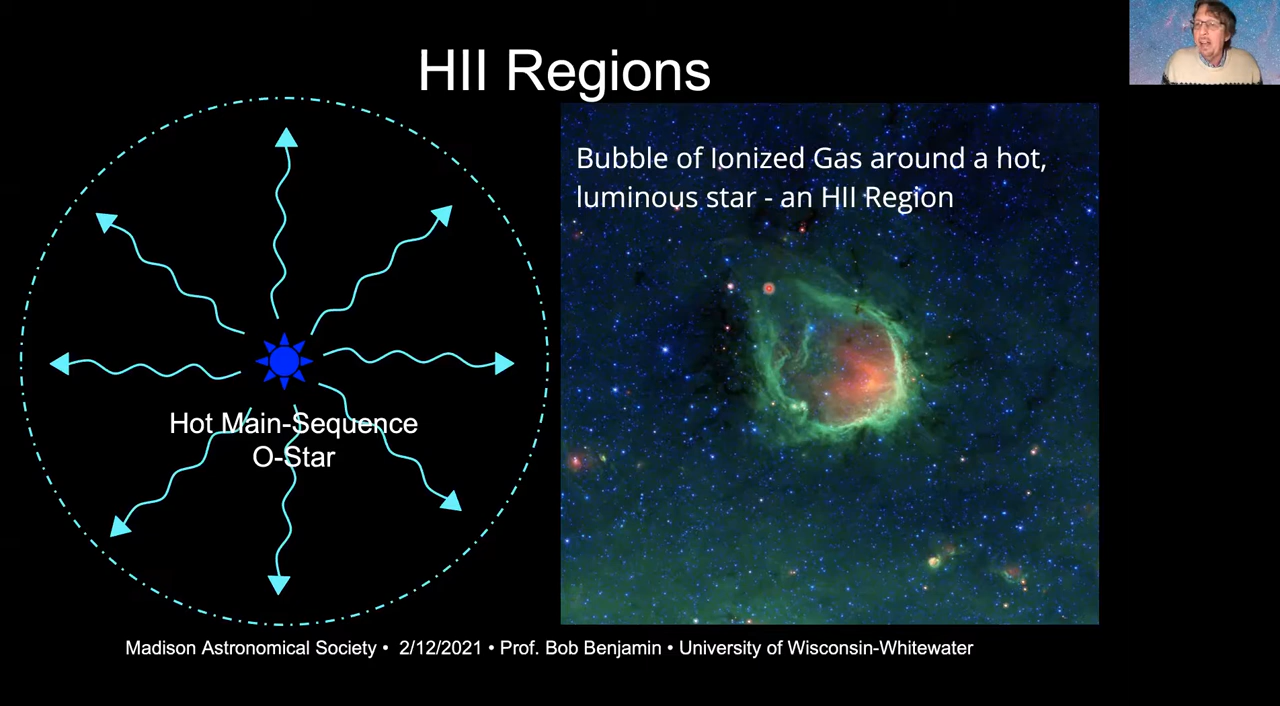 HII Regions
Bubble of Ionized Gas around a hot,
luminous star - an HII Region
Hot Main-Sequence
O-Star
Madison Astronomical Society • 2/12/2021 • Prof. Bob Benjamin • University of Wisconsin-Whitewater